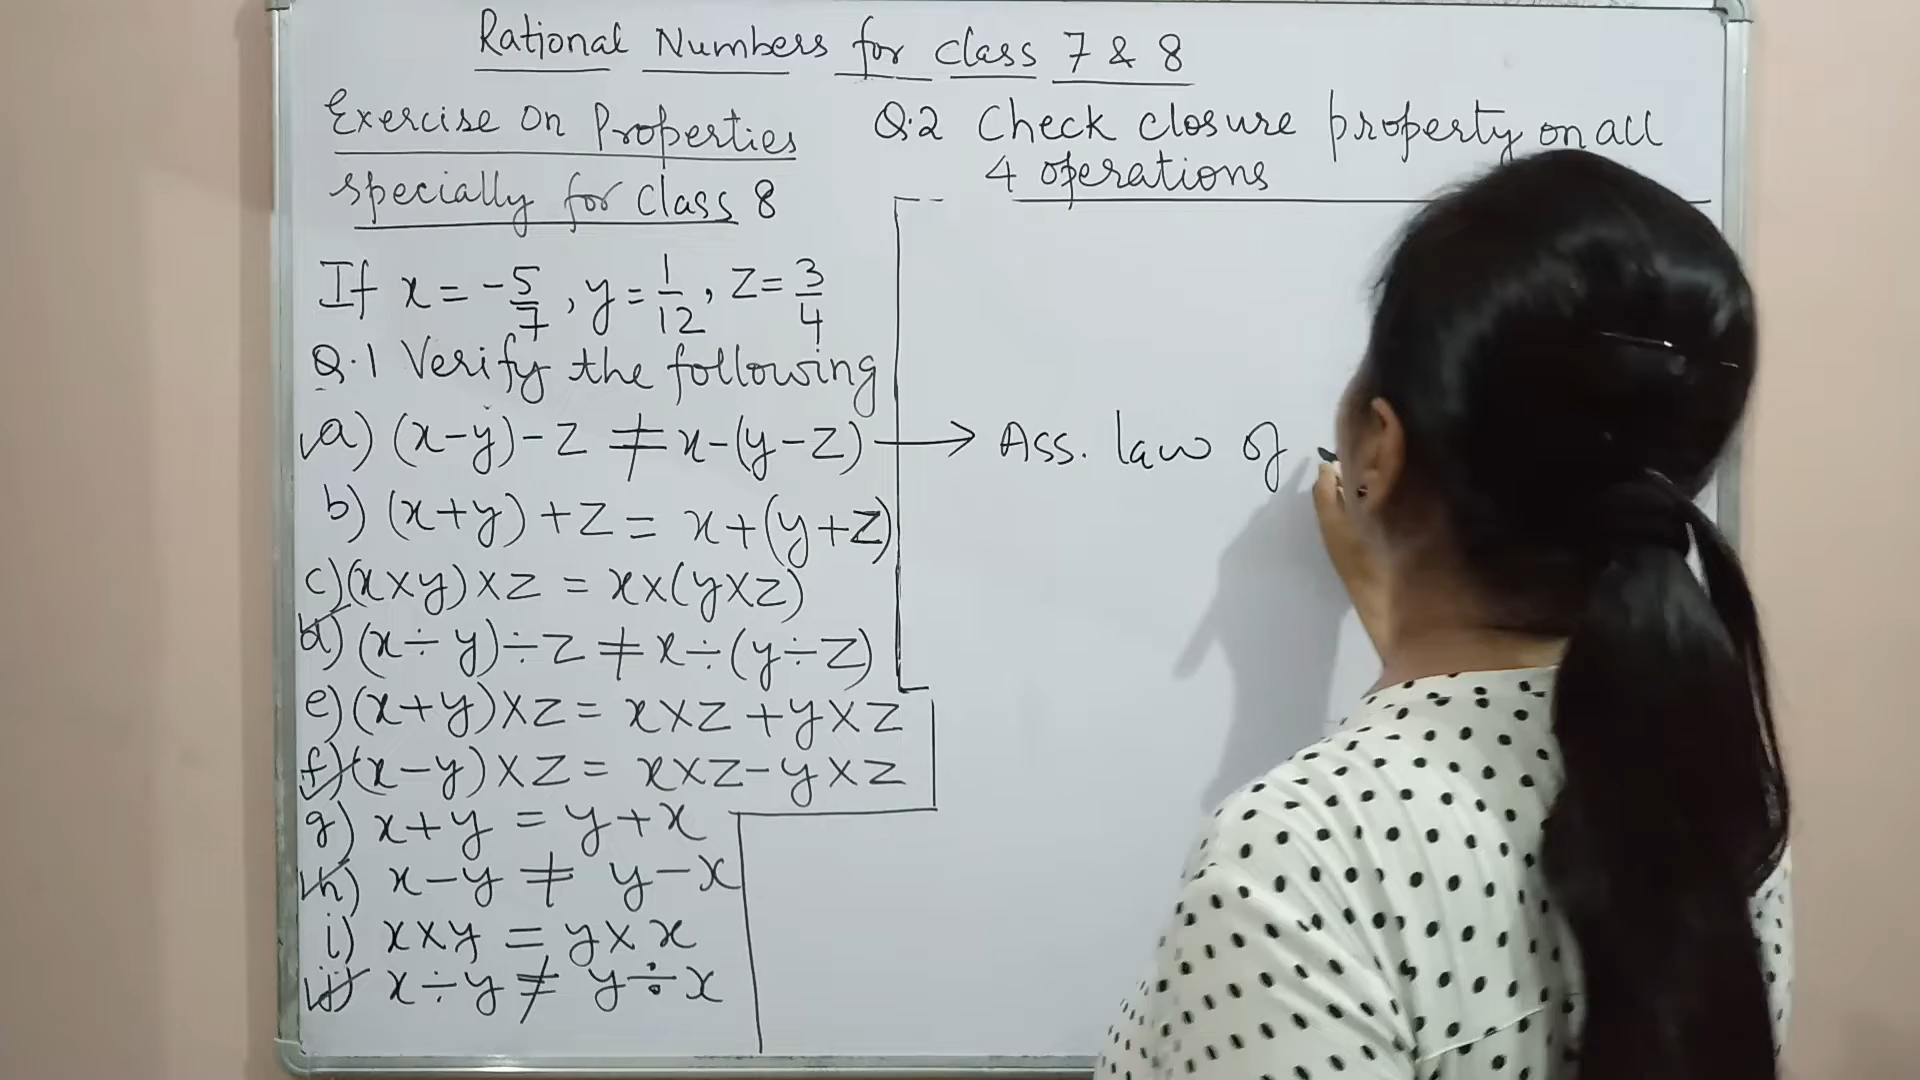 Rational Numbers for class 7 & 8
Exercise on Properties
specially for class 8
If x = -5/7, y = 1/12, z = 3/4
Q.1 Verify the following
a) (x-y)-z ≠ x-(y-z) → Ass. law of
b) (x+y)+z = x+(y+z)
c) (x×y)×z = x×(y×z)
d) (x÷y)÷z ≠ x÷(y÷z)
e) (x+y)×z = x×z+y×z
f) (x-y)×z = x×z-y×z
g) x+y = y+x
h) x-y ≠ y-x
i) x×y = y×x
j) x÷y ≠ y÷x
Q.2 Check closure property on all
4 operations